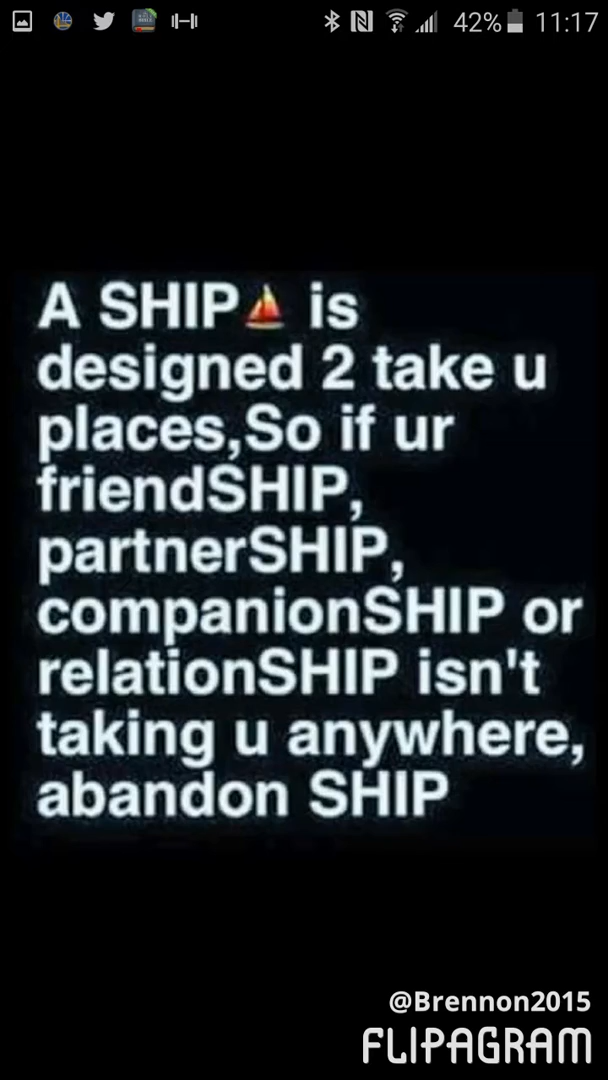 42% 11:17
A SHIP⛵ is
designed 2 take u
places,So if ur
friendSHIP,
partnerSHIP,
companionSHIP or
relationSHIP isn't
taking u anywhere,
abandon SHIP
@Brennon2015
FLIPAGRAM